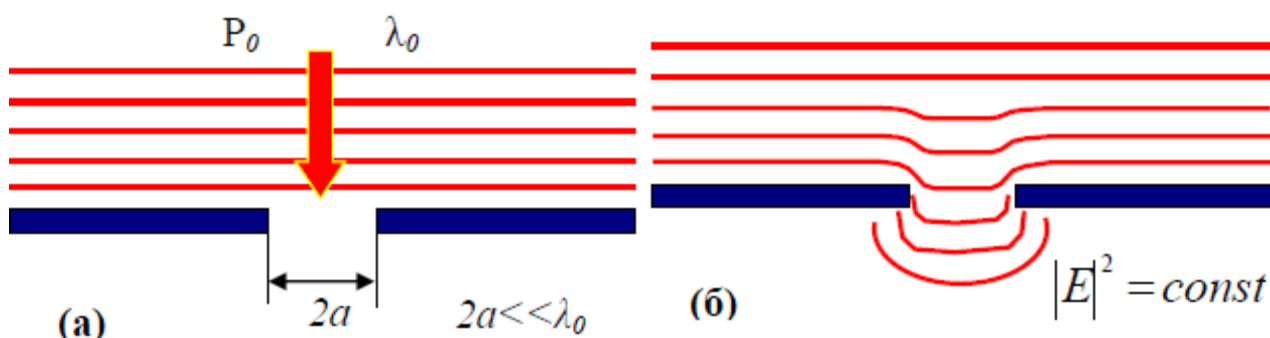 P₀ λ₀
2a
2a<<λ₀
(а)
(б)
|E|² = const